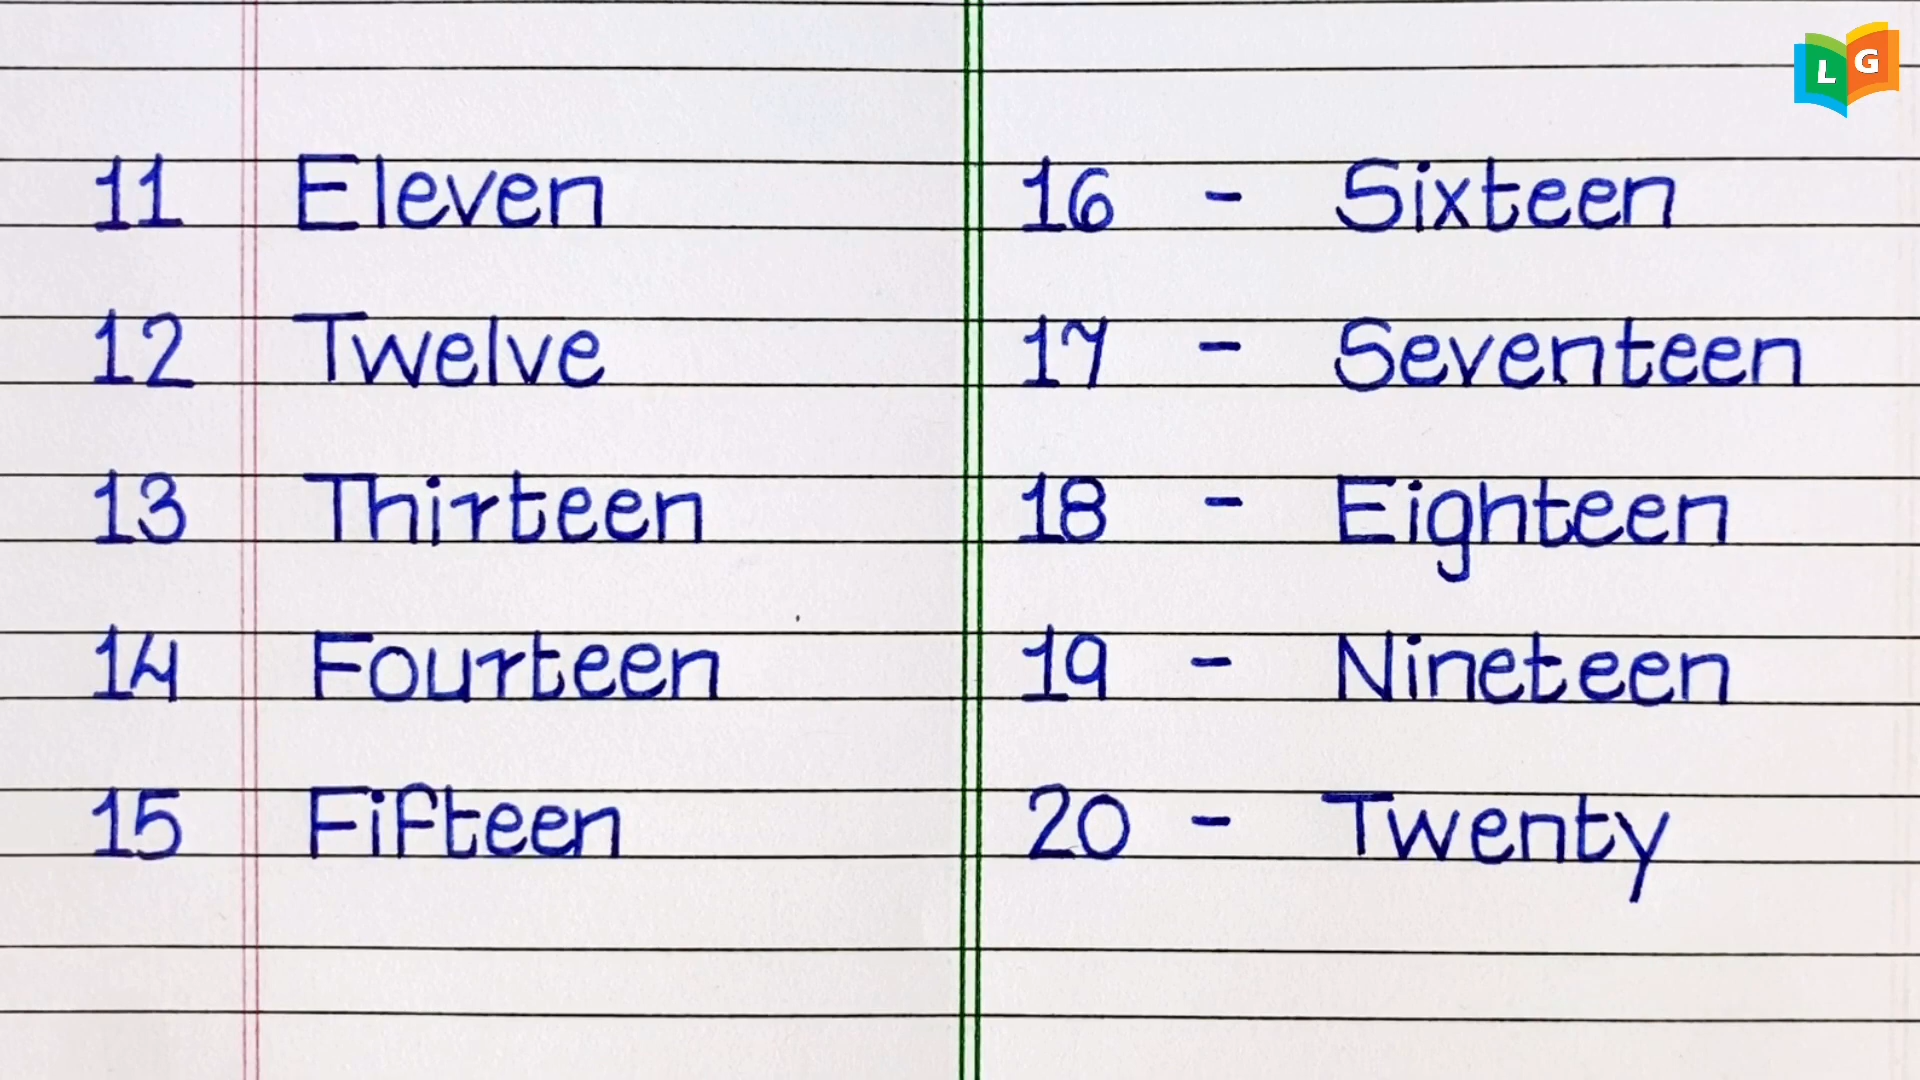 L G
11 Eleven
12 Twelve
13 Thirteen
14 Fourteen
15 Fifteen
16 - Sixteen
17 - Seventeen
18 - Eighteen
19 - Nineteen
20 - Twenty